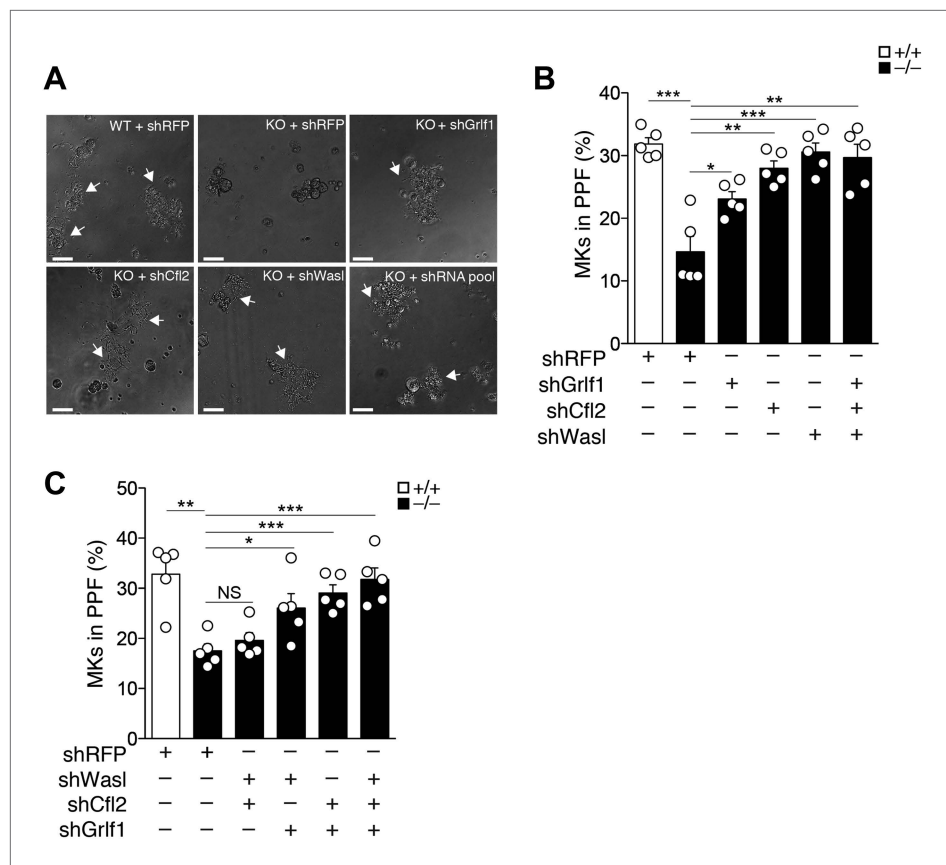 A
WT + shRFP
KO + shRFP
KO + shGrlf1
KO + shCfl2
KO + shWasl
KO + shRNA pool
B
+/+
–/–
MKs in PPF (%)
40
30
20
10
0
***
**
***
**
*
shRFP + + – – – –
shGrlf1 – – + – – +
shCfl2 – – – + – +
shWasl – – – – + +
C
+/+
–/–
MKs in PPF (%)
50
40
30
20
10
0
**
***
***
*
NS
shRFP + + – – – –
shWasl – – + + – +
shCfl2 – – + – + +
shGrlf1 – – – + + +